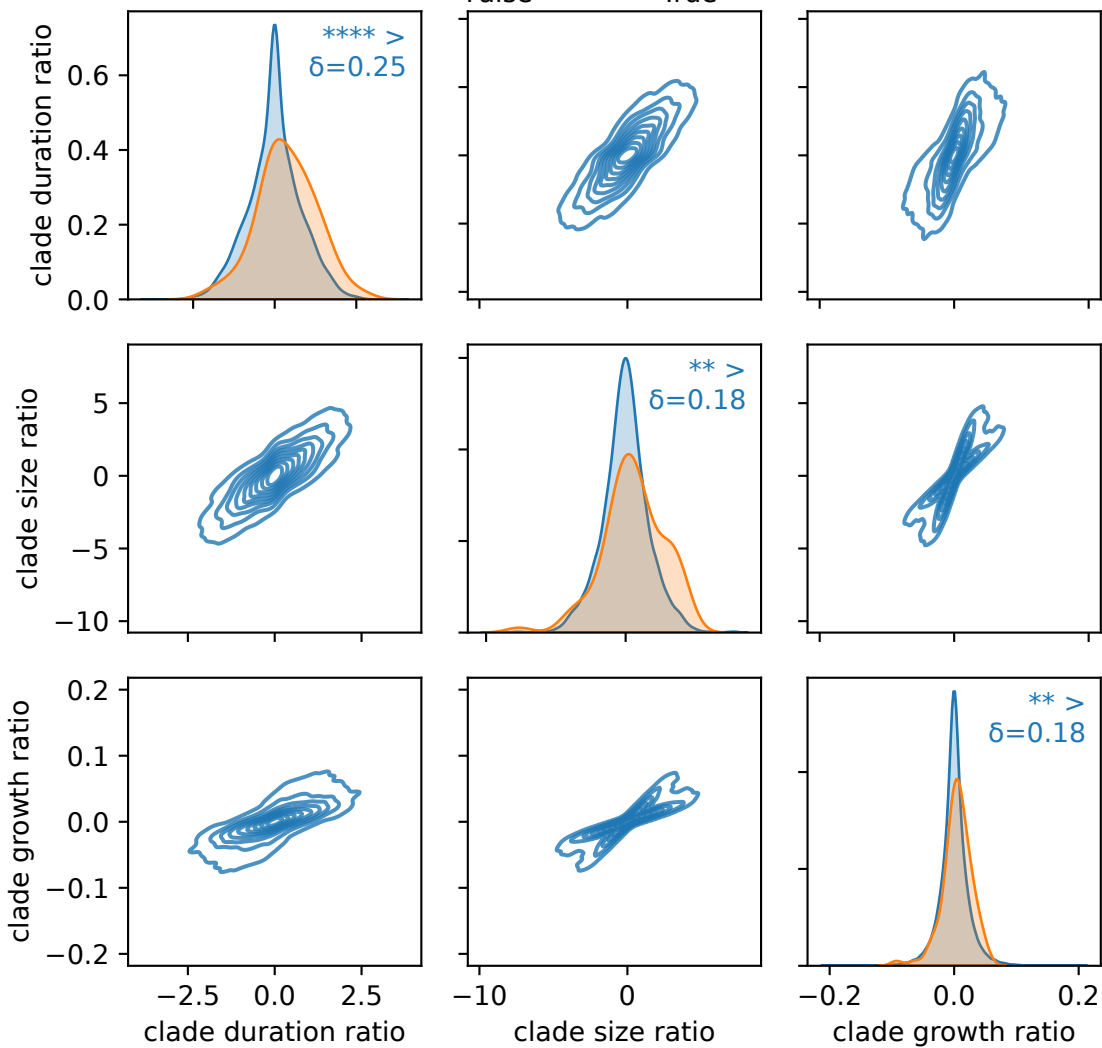 clade duration ratio
0.6
0.4
0.2
0.0
**** >
δ=0.25
clade size ratio
5
0
−5
−10
** >
δ=0.18
clade growth ratio
0.2
0.1
0.0
−0.1
−0.2
** >
δ=0.18
−2.5 0.0 2.5
clade duration ratio
−10 0
clade size ratio
−0.2 0.0 0.2
clade growth ratio